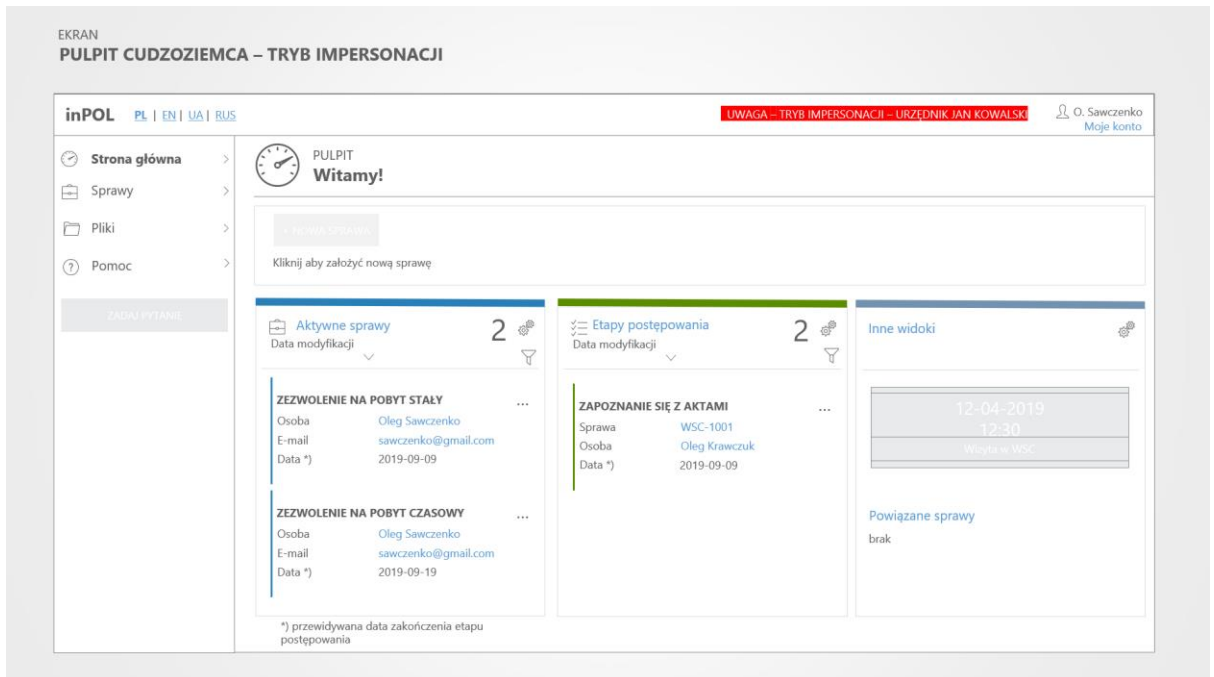 EKRAN
PULPIT CUDZOZIEMCA – TRYB IMPERSONACJI
inPOL PL | EN | UA | RUS
UWAGA – TRYB IMPERSONACJI – URZĘDNIK JAN KOWALSKI
O. Sawczenko
Moje konto
Strona główna
Sprawy
Pliki
Pomoc
ZADAJ PYTANIE
PULPIT
Witamy!
+ NOWA SPRAWA
Kliknij aby założyć nową sprawę
Aktywne sprawy 2
Data modyfikacji
ZEZWOLENIE NA POBYT STAŁY ...
Osoba Oleg Sawczenko
E-mail sawczenko@gmail.com
Data *) 2019-09-09
ZEZWOLENIE NA POBYT CZASOWY ...
Osoba Oleg Sawczenko
E-mail sawczenko@gmail.com
Data *) 2019-09-19
*) przewidywana data zakończenia etapu
postępowania
Etapy postępowania 2
Data modyfikacji
ZAPOZNANIE SIĘ Z AKTAMI ...
Sprawa WSC-1001
Osoba Oleg Krawczuk
Data *) 2019-09-09
Inne widoki
12-04-2019
12:30
Wizyta w WSC
Powiązane sprawy
brak